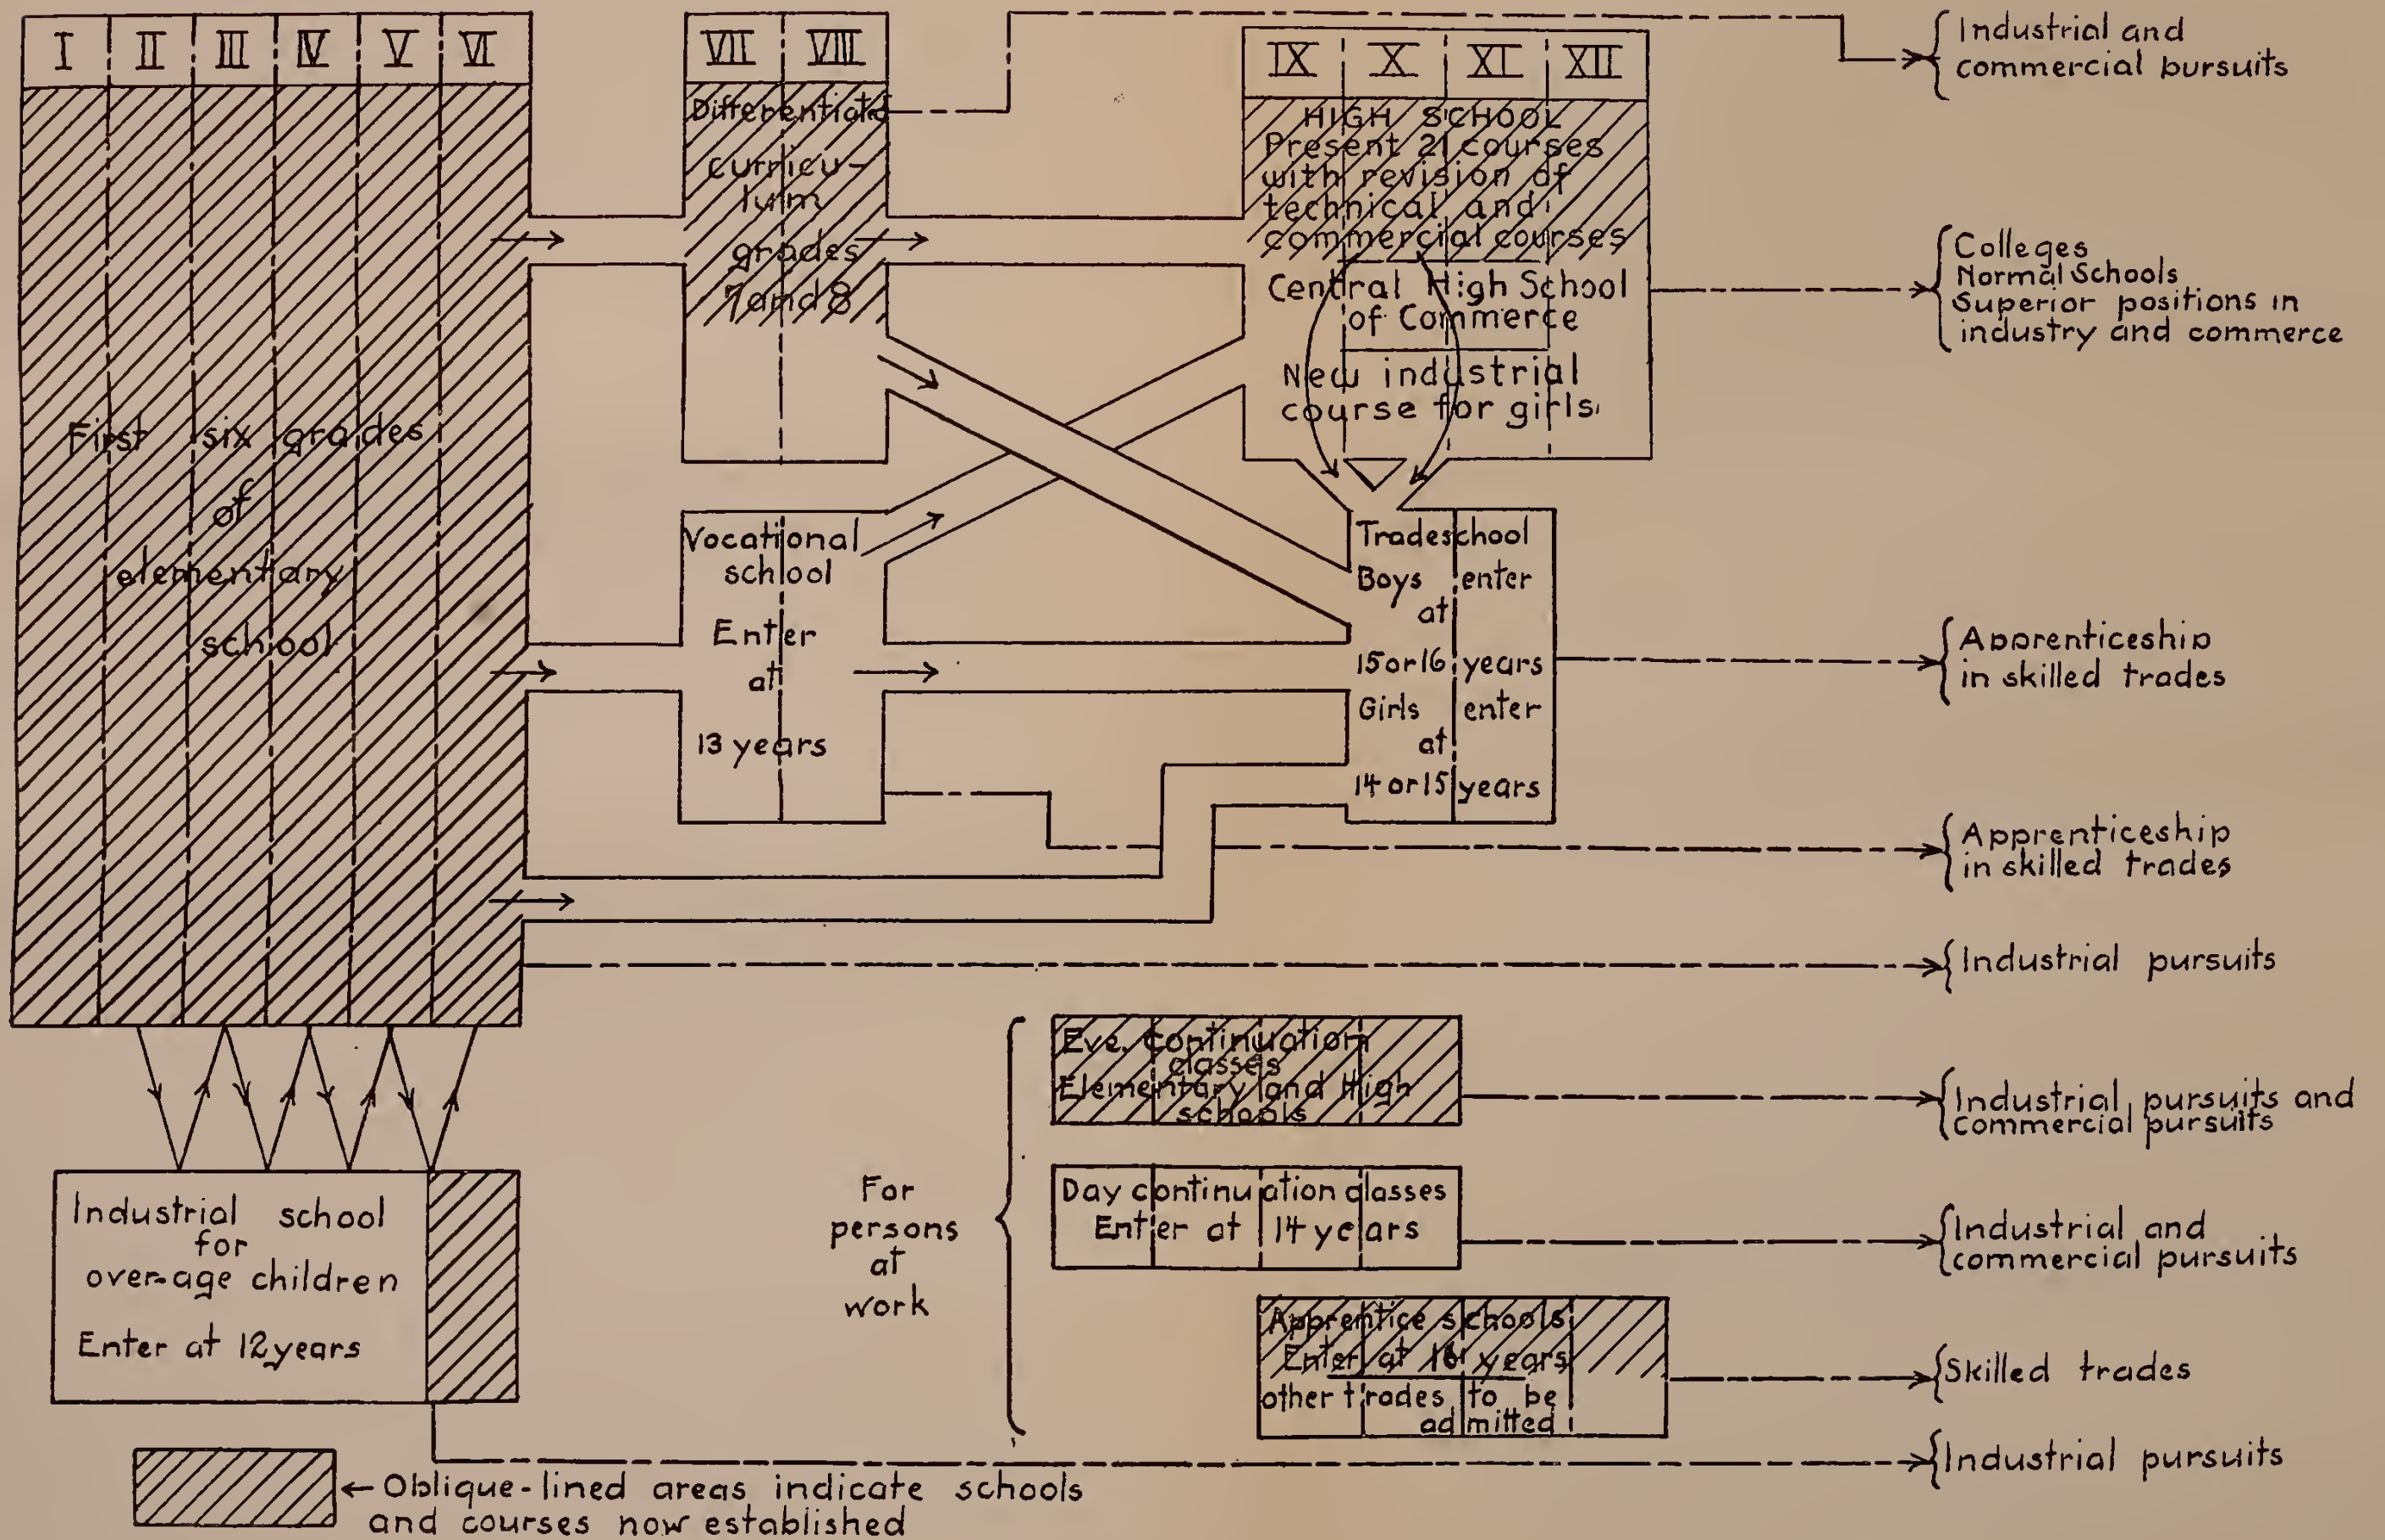 I II III IV V VI
VII VIII
IX X XI XII
Industrial and
commercial bursuits
Differentiated
curricu-
lum
grades
7 and 8
HIGH SCHOOL
Present 21 courses
with revision of
technical and
commercial courses
Central High School
of Commerce
New industrial
course for girls
Colleges
Normal Schools
Superior positions in
industry and commerce
First six grades
of
elementary
school
Vocational
school
Enter
at
13 years
Trade school
Boys enter
at
15 or 16 years
Girls enter
at
14 or 15 years
Apprenticeship
in skilled trades
Apprenticeship
in skilled trades
Industrial pursuits
For
persons
at
work
Eve. Continuation
classes
Elementary and High
schools
Industrial pursuits and
commercial pursuits
Day continuation classes
Enter at 14 years
Industrial and
commercial pursuits
Apprentice schools
Enter at 16 years
other trades to be
admitted
Skilled trades
Industrial school
for
over-age children
Enter at 12 years
Industrial pursuits
←Oblique-lined areas indicate schools
and courses now established